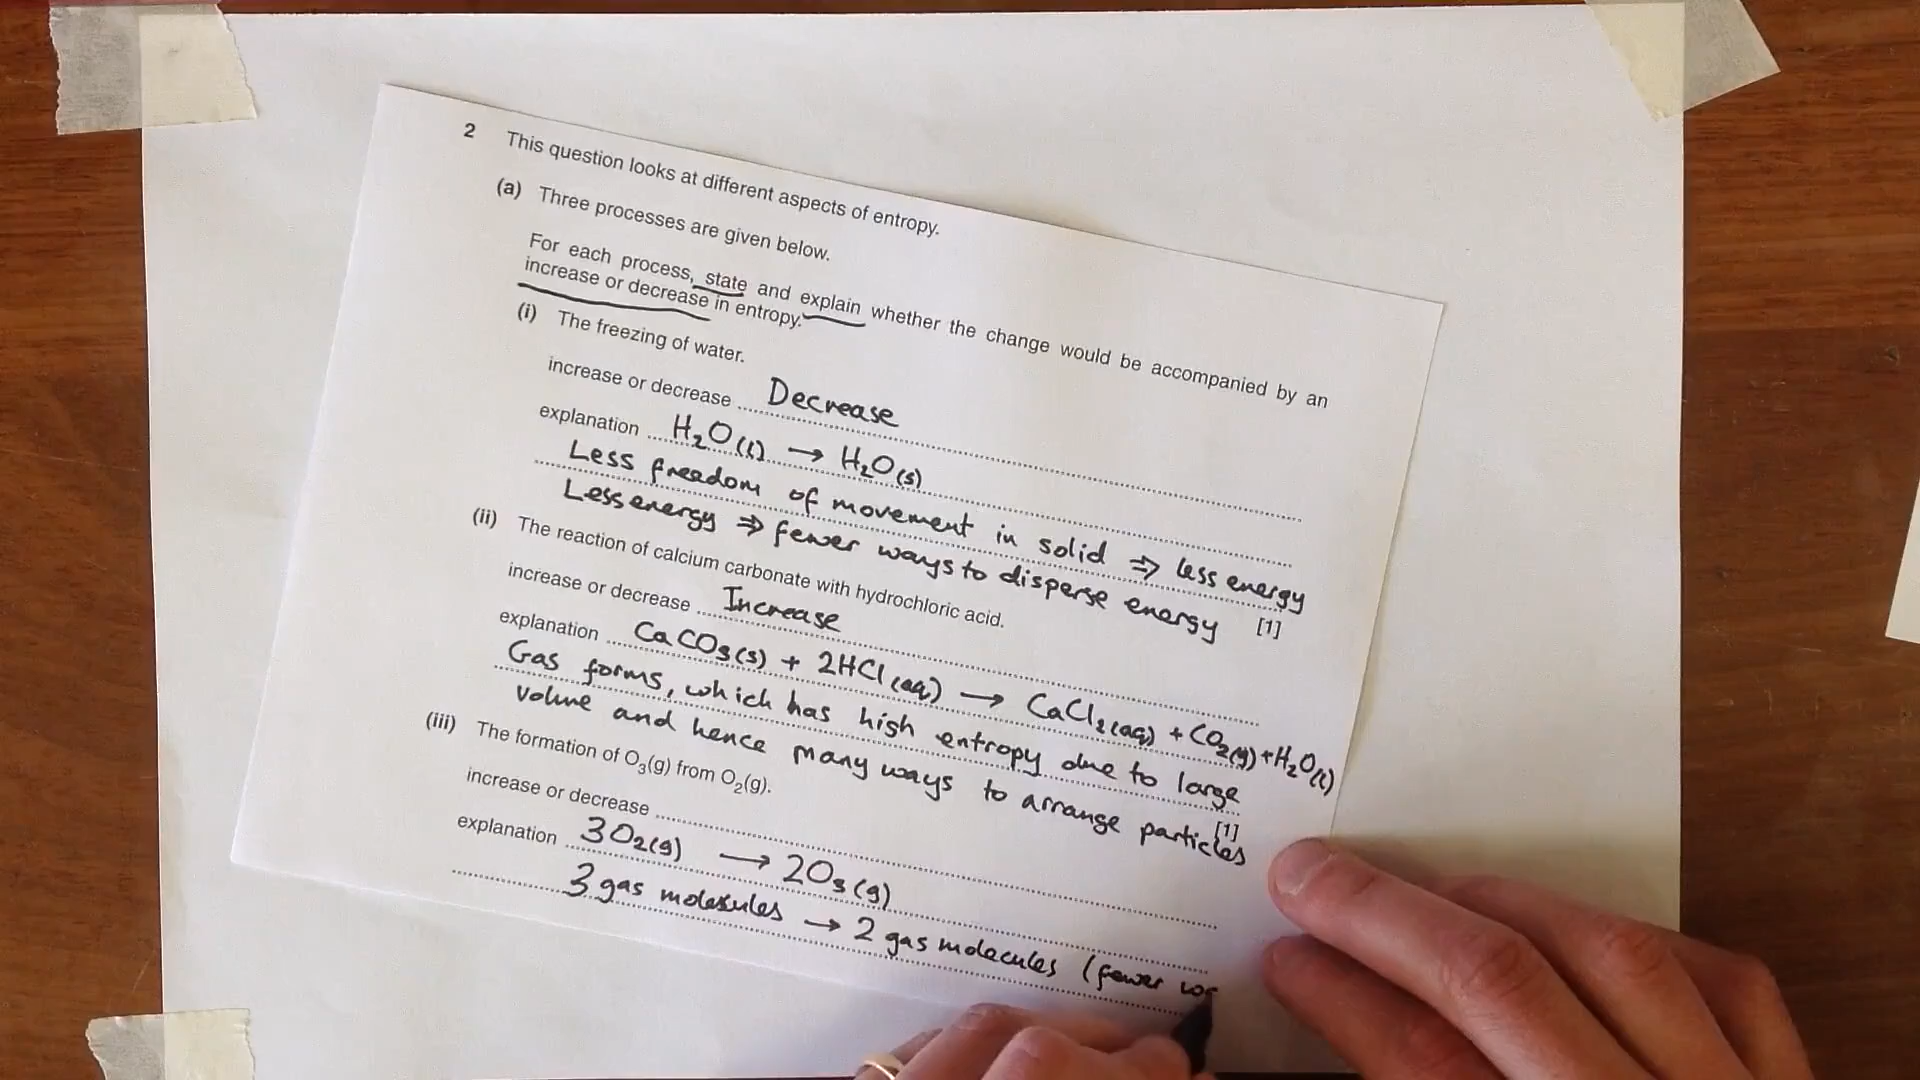 2 This question looks at different aspects of entropy.
(a) Three processes are given below.
For each process, state and explain whether the change would be accompanied by an
increase or decrease in entropy.
(i) The freezing of water.
increase or decrease Decrease
explanation H₂O(l) → H₂O(s)
Less freedom of movement in solid ⇒ less energy
Less energy ⇒ fewer ways to disperse energy [1]
(ii) The reaction of calcium carbonate with hydrochloric acid.
increase or decrease Increase
explanation CaCO₃(s) + 2HCl(aq) → CaCl₂(aq) + CO₂(g) + H₂O(l)
Gas forms, which has high entropy due to large
volume and hence many ways to arrange particles [1]
(iii) The formation of O₃(g) from O₂(g).
increase or decrease
explanation 3O₂(g) → 2O₃(g)
3 gas molecules → 2 gas molecules (fewer